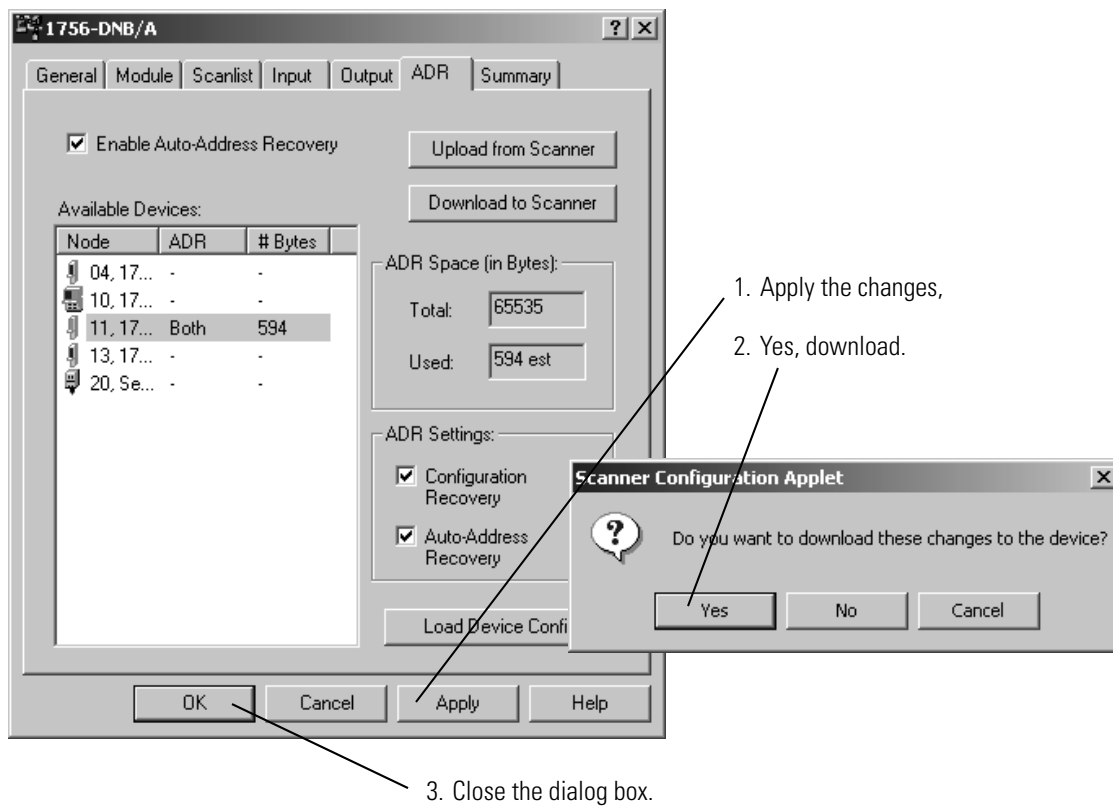 1756-DNB/A
General Module Scanlist Input Output ADR Summary
Enable Auto-Address Recovery
Upload from Scanner
Download to Scanner
Available Devices:
Node ADR # Bytes
04, 17... - -
10, 17... - -
11, 17... Both 594
13, 17... - -
20, Se... - -
ADR Space (in Bytes):
Total: 65535
Used: 594 est
ADR Settings:
Configuration
Recovery
Auto-Address
Recovery
Load Device Confi
OK Cancel Apply Help
1. Apply the changes,
2. Yes, download.
Scanner Configuration Applet
Do you want to download these changes to the device?
Yes No Cancel
3. Close the dialog box.